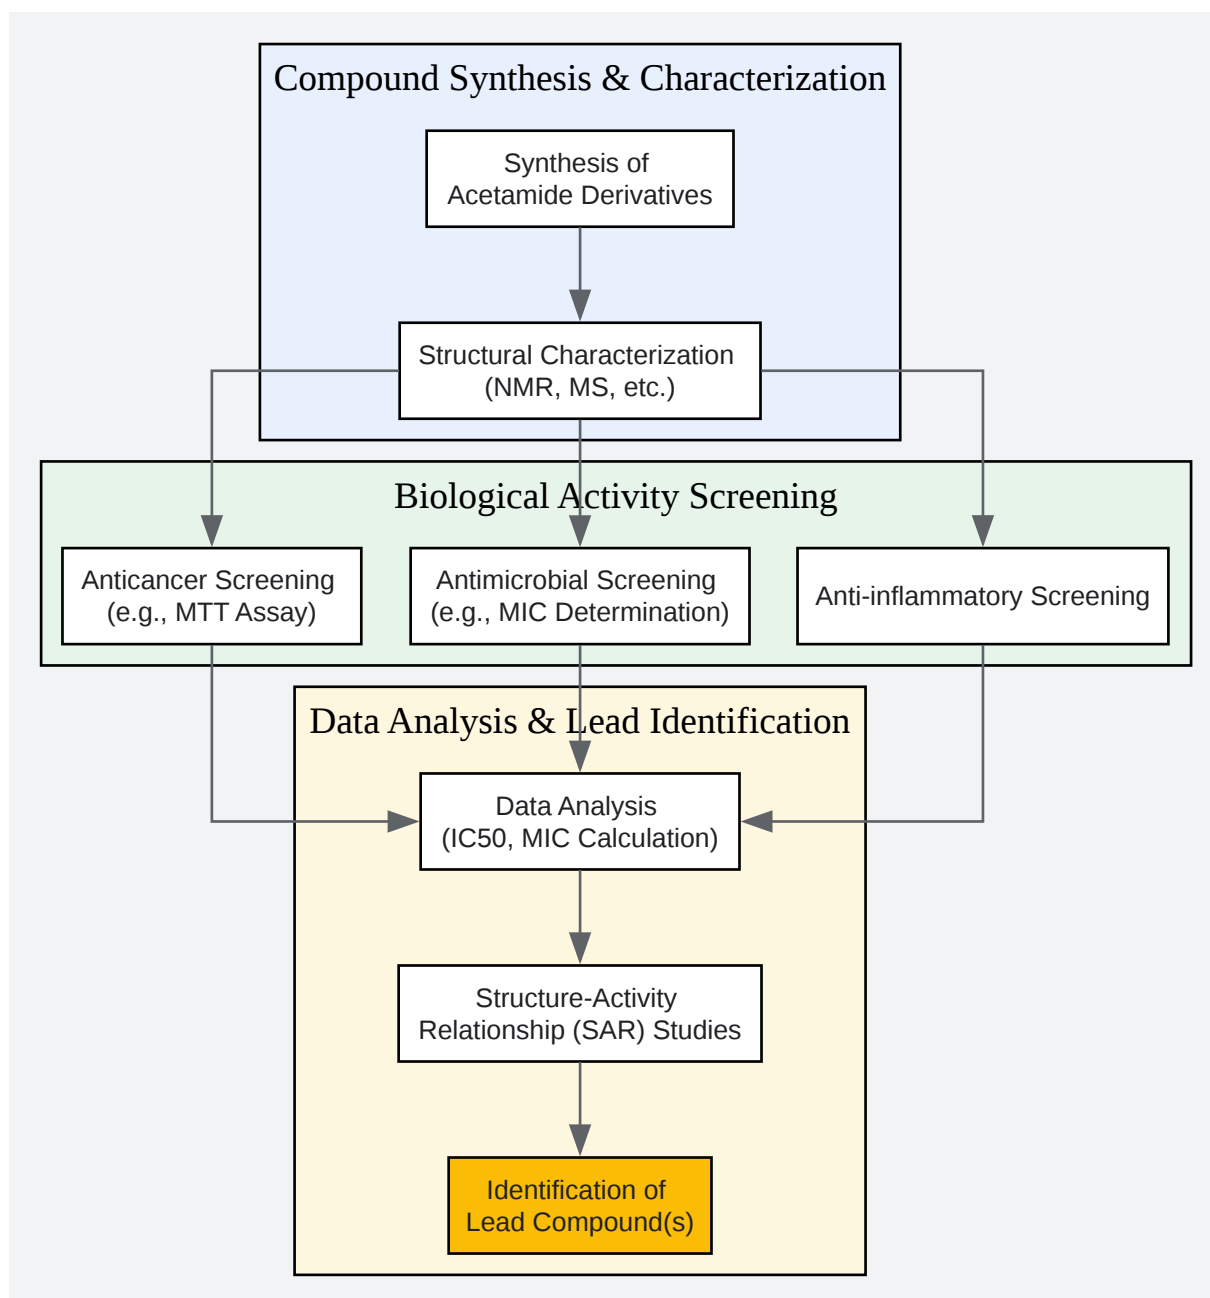 Compound Synthesis & Characterization
Synthesis of
Acetamide Derivatives
Structural Characterization
(NMR, MS, etc.)
Biological Activity Screening
Anticancer Screening
(e.g., MTT Assay)
Antimicrobial Screening
(e.g., MIC Determination)
Anti-inflammatory Screening
Data Analysis & Lead Identification
Data Analysis
(IC50, MIC Calculation)
Structure-Activity
Relationship (SAR) Studies
Identification of
Lead Compound(s)